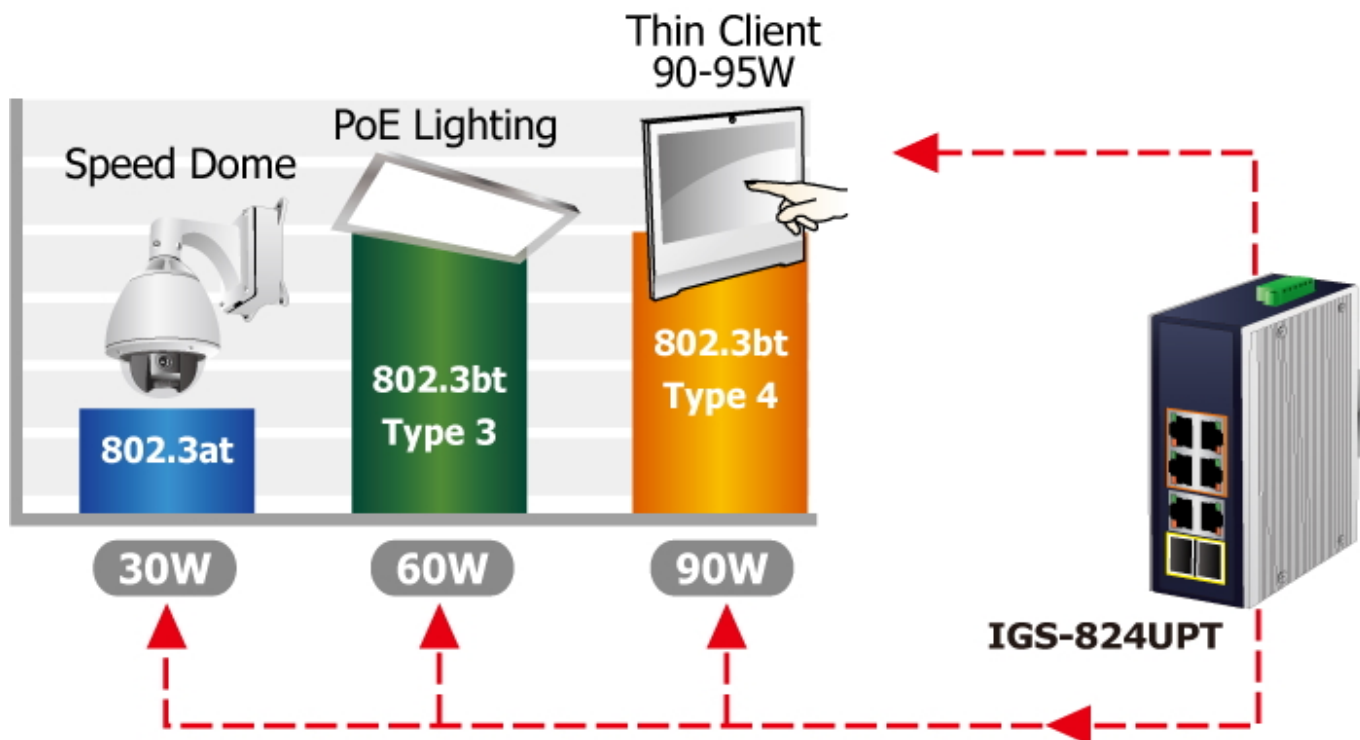 Thin Client
90-95W
PoE Lighting
Speed Dome
802.3at
802.3bt
Type 3
802.3bt
Type 4
30W
60W
90W
IGS-824UPT